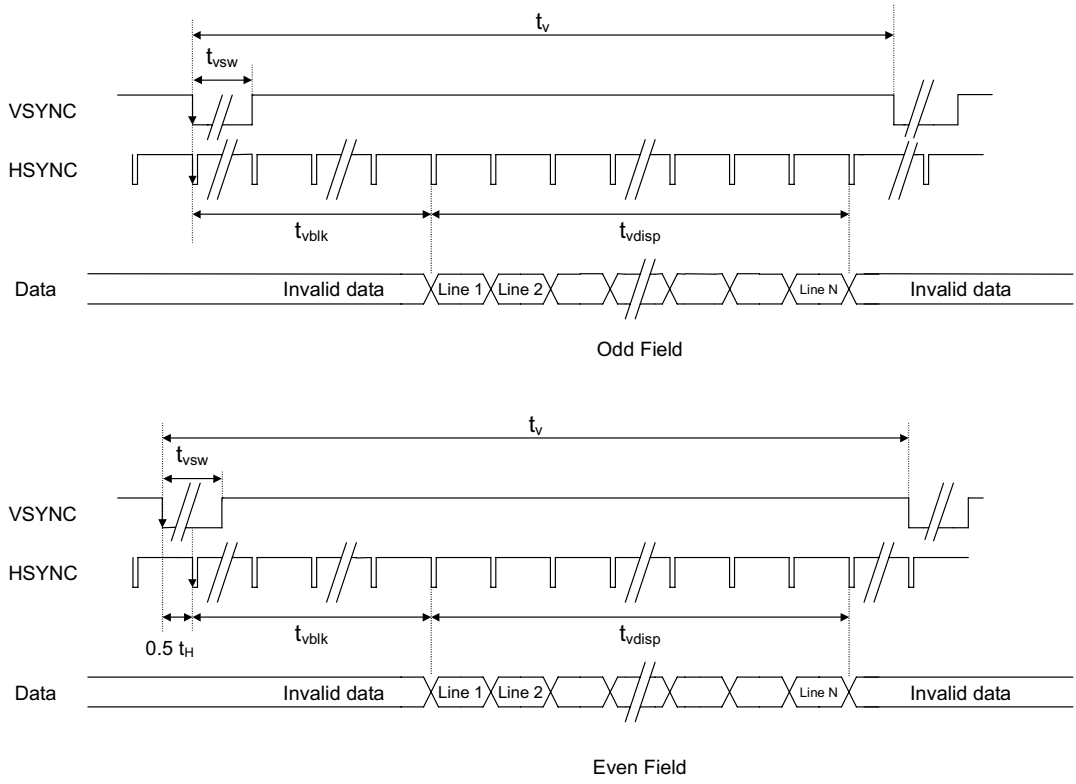 tv
tvsw
VSYNC
HSYNC
tvblk
tvdisp
Data
Invalid data
Line 1
Line 2
Line N
Invalid data
Odd Field
tv
tvsw
VSYNC
HSYNC
0.5 tH
tvblk
tvdisp
Data
Invalid data
Line 1
Line 2
Line N
Invalid data
Even Field